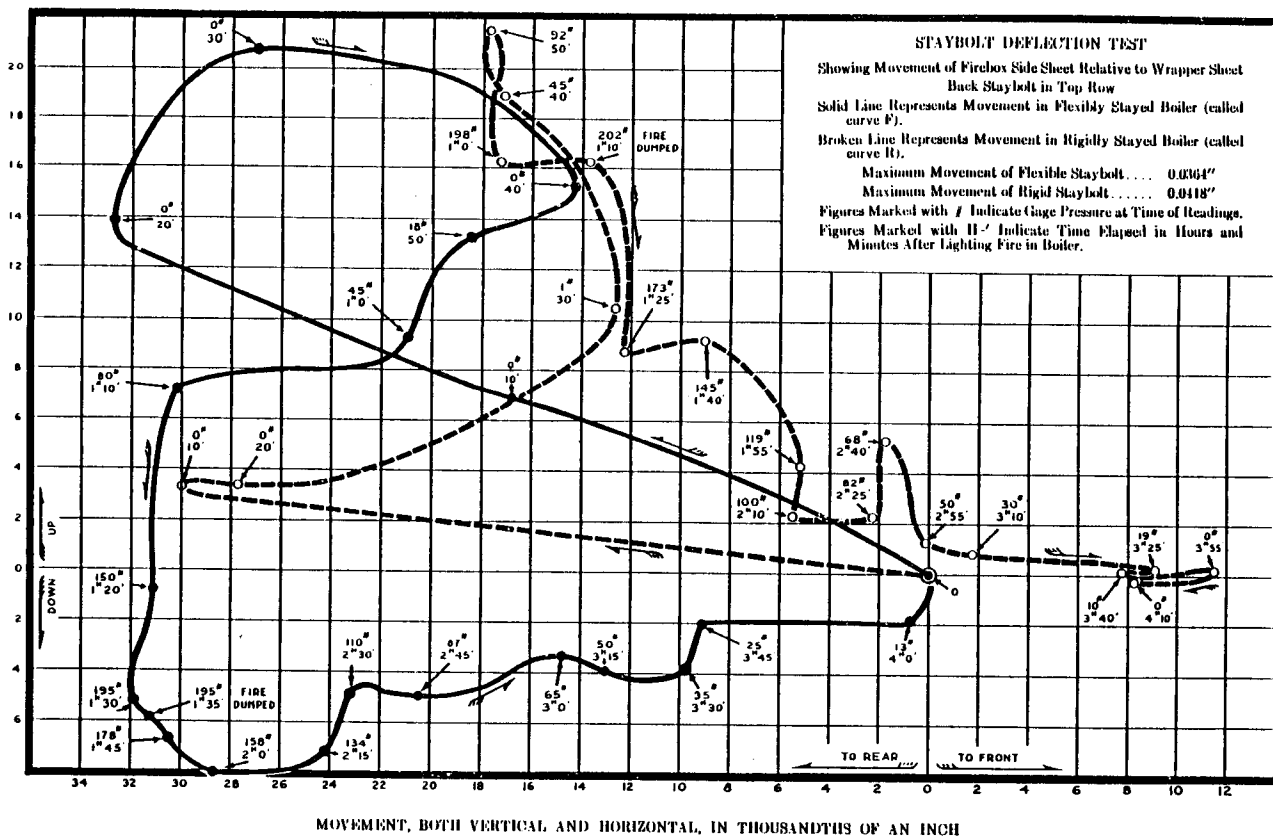 STAYBOLT DEFLECTION TEST
Showing Movement of Firebox Side Sheet Relative to Wrapper Sheet
Back Staybolt in Top Row
Solid Line Represents Movement in Flexibly Stayed Boiler (called
curve F).
Broken Line Represents Movement in Rigidly Stayed Boiler (called
curve R).
Maximum Movement of Flexible Staybolt.... 0.0364"
Maximum Movement of Rigid Staybolt...... 0.0418"
Figures Marked with # Indicate Gage Pressure at Time of Readings.
Figures Marked with H-' Indicate Time Elapsed in Hours and
Minutes After Lighting Fire in Boiler.
0#
30'
92#
50'
45#
40'
198#
1H0'
202# FIRE
1H10' DUMPED
0#
40'
0#
20'
18#
50'
45#
1H0'
1#
30'
173#
1H25'
80#
1H10'
0#
10'
145#
1H40'
0#
10'
0#
20'
119#
1H55'
68#
2H40'
100#
2H10'
82#
2H25'
50#
2H55'
30#
3H10'
19#
3H25'
0#
3H55
10#
3H40'
0#
4H10'
0
150#
1H20'
195#
1H30'
195# FIRE
1H35' DUMPED
178#
1H45'
158#
2H0'
134#
2H15'
110#
2H30'
87#
2H45'
65#
3H0'
50#
3H15'
35#
3H30'
25#
3H45
13#
4H0'
20
18
16
14
12
10
8
6
4
2
0
2
4
6
UP
DOWN
TO REAR
TO FRONT
34 32 30 28 26 24 22 20 18 16 14 12 10 8 6 4 2 0 2 4 6 8 10 12
MOVEMENT, BOTH VERTICAL AND HORIZONTAL, IN THOUSANDTHS OF AN INCH